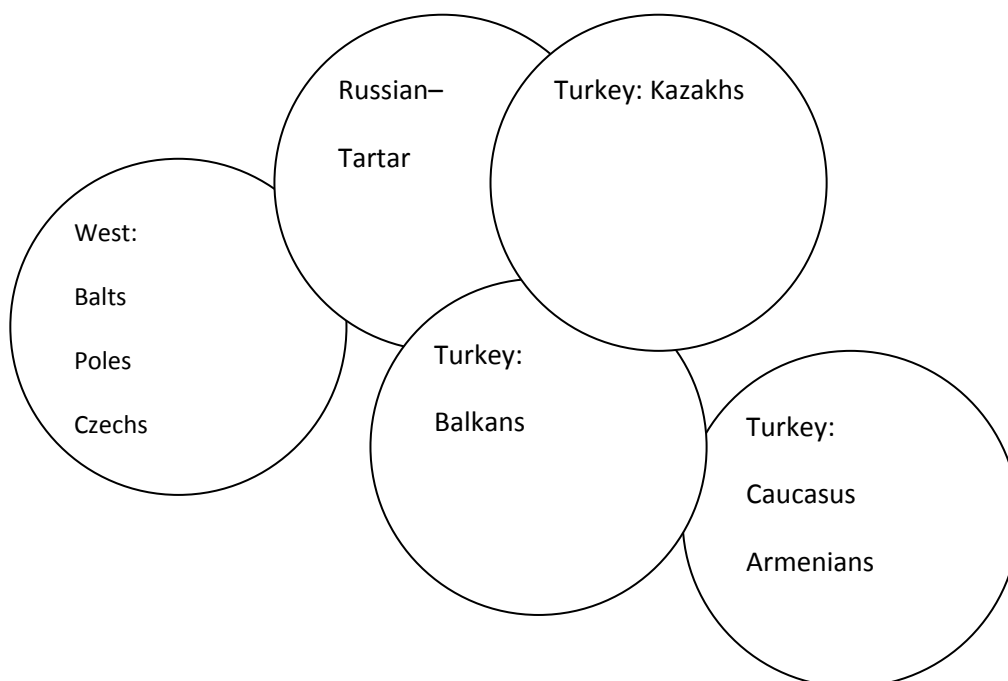 Russian–
Tartar
Turkey: Kazakhs
West:
Balts
Poles
Czechs
Turkey:
Balkans
Turkey:
Caucasus
Armenians